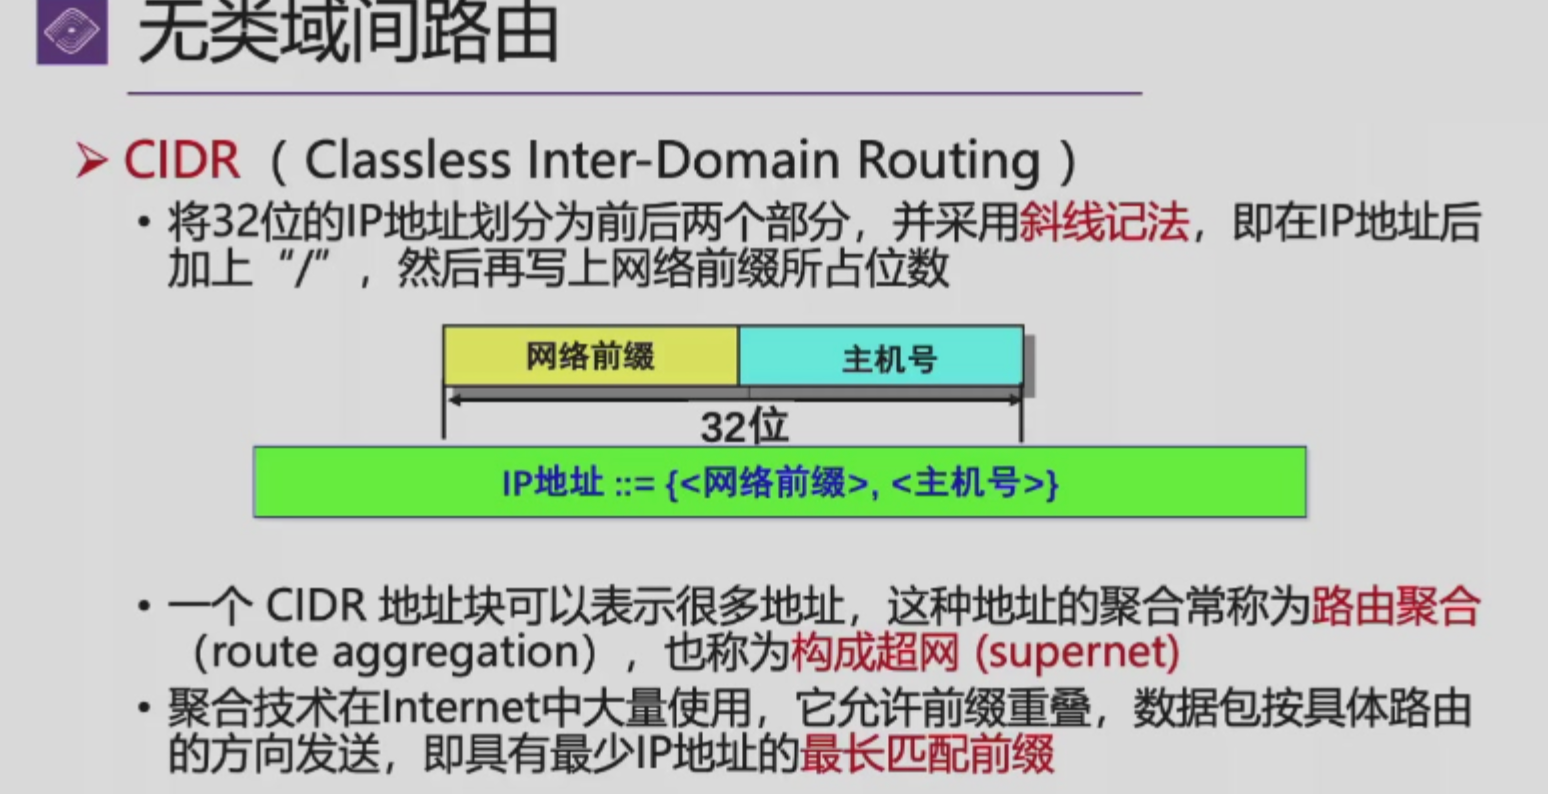 无类域间路由
CIDR （ Classless Inter-Domain Routing ）
• 将32位的IP地址划分为前后两个部分，并采用斜线记法，即在IP地址后
加上“/”，然后再写上网络前缀所占位数
网络前缀 主机号
32位
IP地址 ::= {<网络前缀>, <主机号>}
• 一个 CIDR 地址块可以表示很多地址，这种地址的聚合常称为路由聚合
（route aggregation），也称为构成超网 (supernet)
• 聚合技术在Internet中大量使用，它允许前缀重叠，数据包按具体路由
的方向发送，即具有最少IP地址的最长匹配前缀